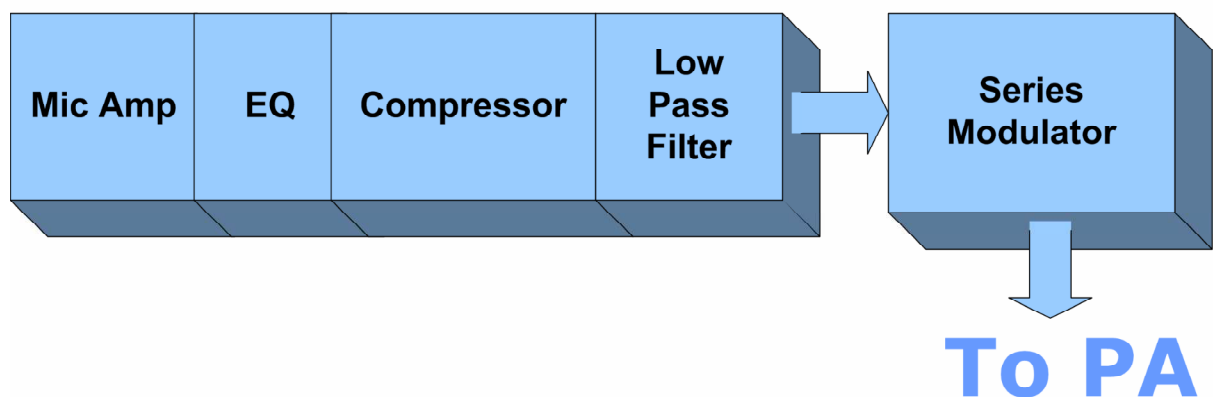 Mic Amp
EQ
Compressor
Low
Pass
Filter
Series
Modulator
To PA